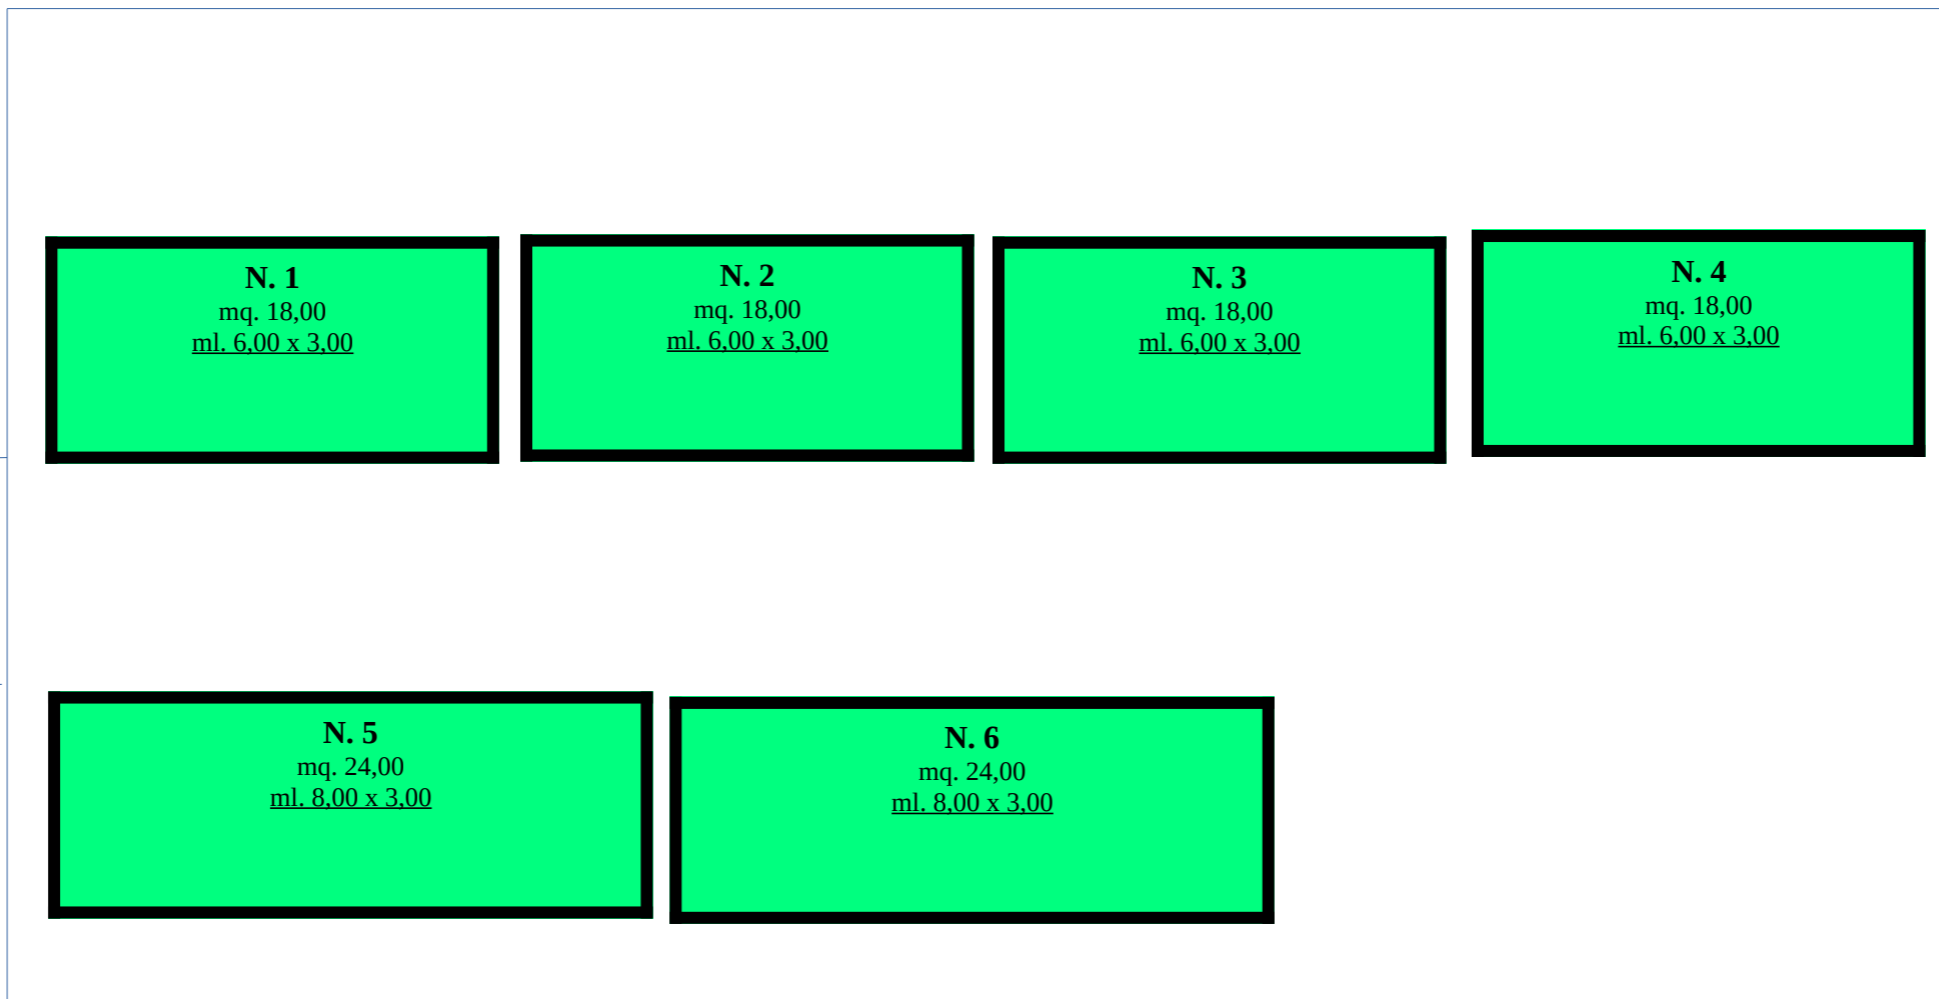 N. 1
mq. 18,00
ml. 6,00 x 3,00
N. 2
mq. 18,00
ml. 6,00 x 3,00
N. 3
mq. 18,00
ml. 6,00 x 3,00
N. 4
mq. 18,00
ml. 6,00 x 3,00
N. 5
mq. 24,00
ml. 8,00 x 3,00
N. 6
mq. 24,00
ml. 8,00 x 3,00